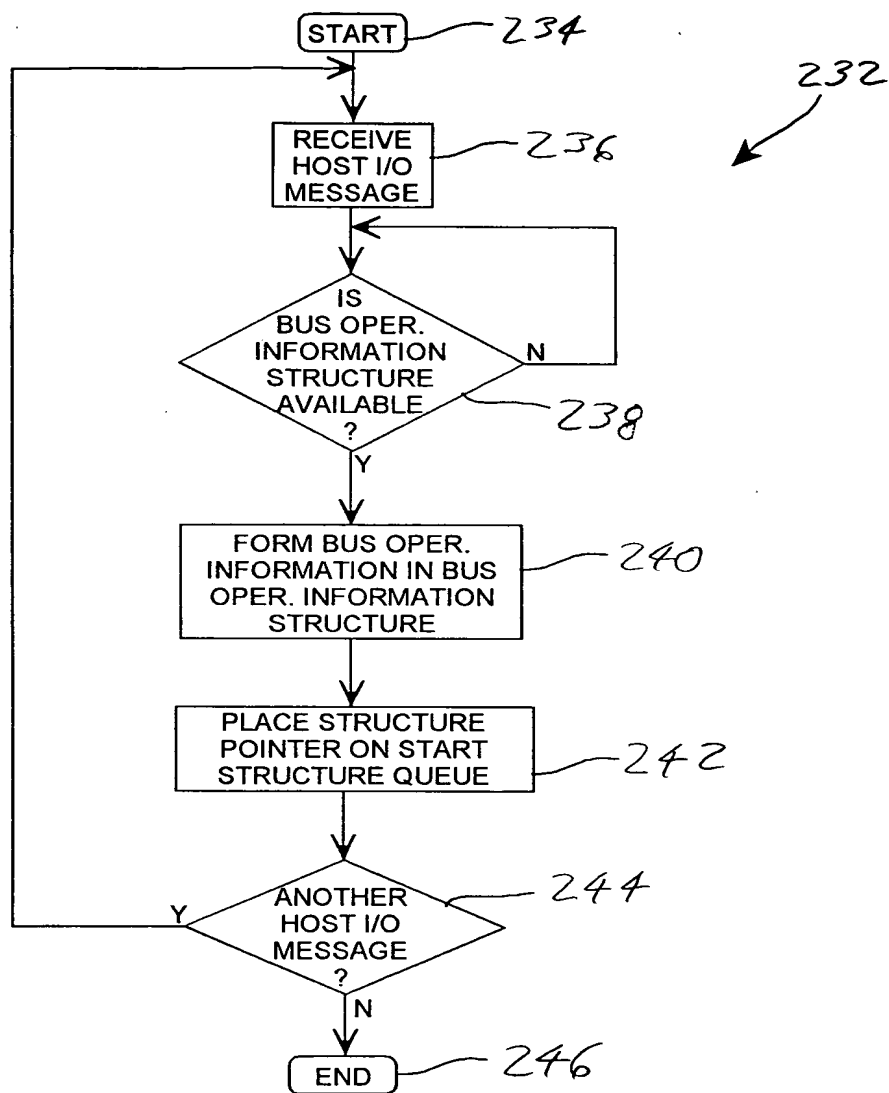 START
234
232
RECEIVE
HOST I/O
MESSAGE
236
IS
BUS OPER.
INFORMATION
STRUCTURE
AVAILABLE
?
N
238
Y
FORM BUS OPER.
INFORMATION IN BUS
OPER. INFORMATION
STRUCTURE
240
PLACE STRUCTURE
POINTER ON START
STRUCTURE QUEUE
242
ANOTHER
HOST I/O
MESSAGE
?
244
Y
N
END
246